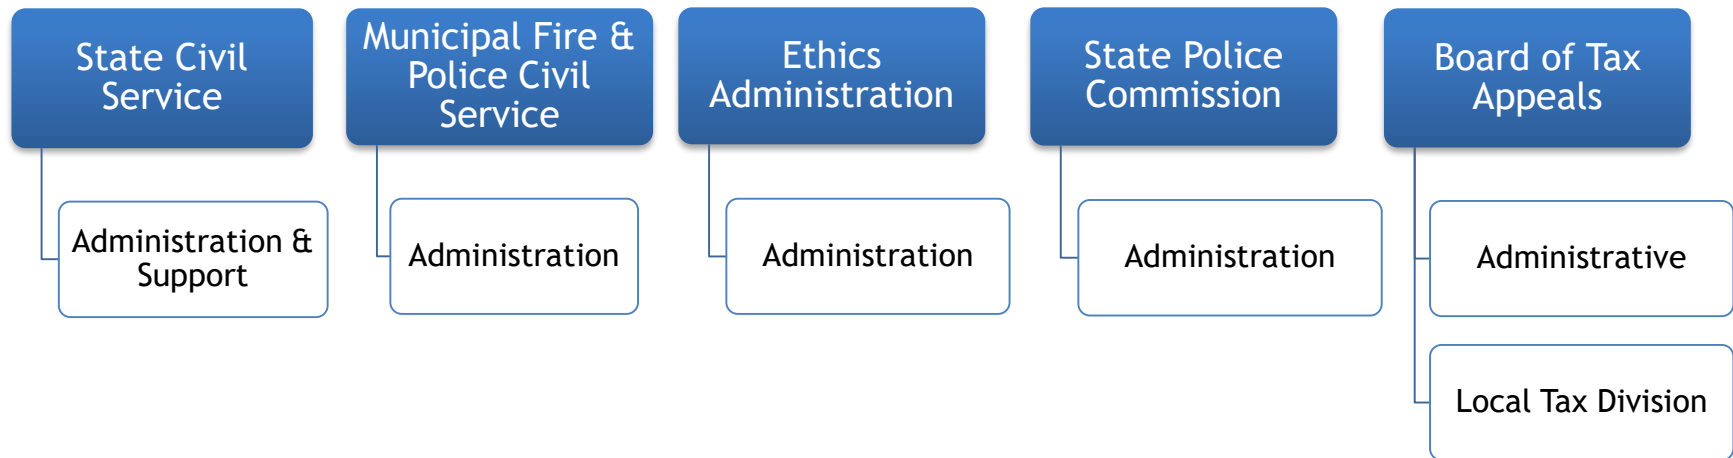 State Civil
Service
Municipal Fire &
Police Civil
Service
Ethics
Administration
State Police
Commission
Board of Tax
Appeals
Administration &
Support
Administration
Administration
Administration
Administrative
Local Tax Division